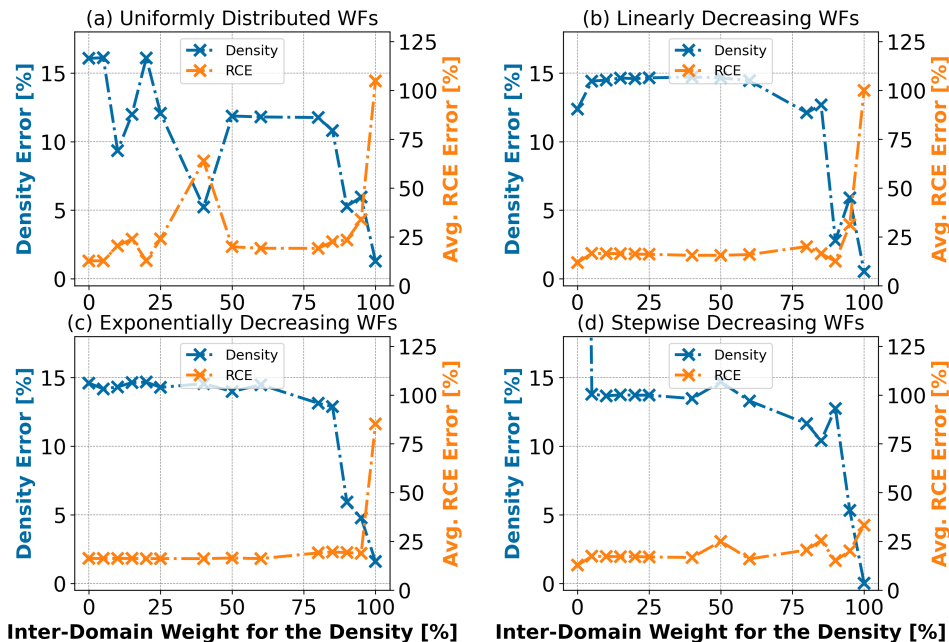 (a) Uniformly Distributed WFs
Density
RCE
Density Error [%]
15
10
5
0
Avg. RCE Error [%]
125
100
75
50
25
0
0 25 50 75 100
(b) Linearly Decreasing WFs
Density
RCE
Density Error [%]
15
10
5
0
Avg. RCE Error [%]
125
100
75
50
25
0
0 25 50 75 100
(c) Exponentially Decreasing WFs
Density
RCE
Density Error [%]
15
10
5
0
Avg. RCE Error [%]
125
100
75
50
25
0
0 25 50 75 100
Inter-Domain Weight for the Density [%]
(d) Stepwise Decreasing WFs
Density
RCE
Density Error [%]
15
10
5
0
Avg. RCE Error [%]
125
100
75
50
25
0
0 25 50 75 100
Inter-Domain Weight for the Density [%]